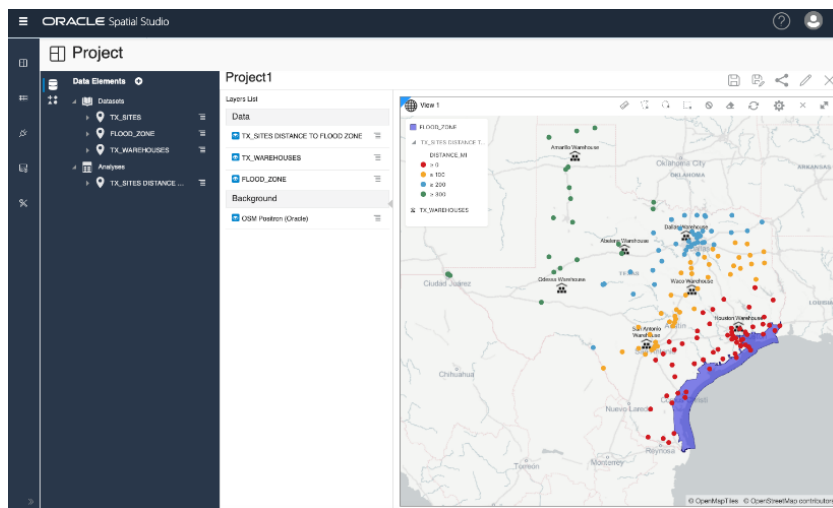 ORACLE Spatial Studio
Project
Data Elements
Datasets
TX_SITES
FLOOD_ZONE
TX_WAREHOUSES
Analyses
TX_SITES DISTANCE ...
Project1
Layers List
Data
TX_SITES DISTANCE TO FLOOD ZONE
TX_WAREHOUSES
FLOOD_ZONE
Background
OSM Positron (Oracle)
View 1
FLOOD_ZONE
TX_SITES DISTANCE T...
DISTANCE_MI
≥ 0
≥ 100
≥ 200
≥ 300
TX_WAREHOUSES
Amarillo Warehouse
Oklahoma City
OKLAHOMA
ARKANSAS
Dallas Warehouse
Abilene Warehouse
Odessa Warehouse
TEXAS
Waco Warehouse
Ciudad Juárez
Houston Warehouse
Austin
San Antonio
Warehouse
Chihuahua
Nuevo Laredo
Reynosa
Monterrey
Torreón
© OpenMapTiles © OpenStreetMap contributors